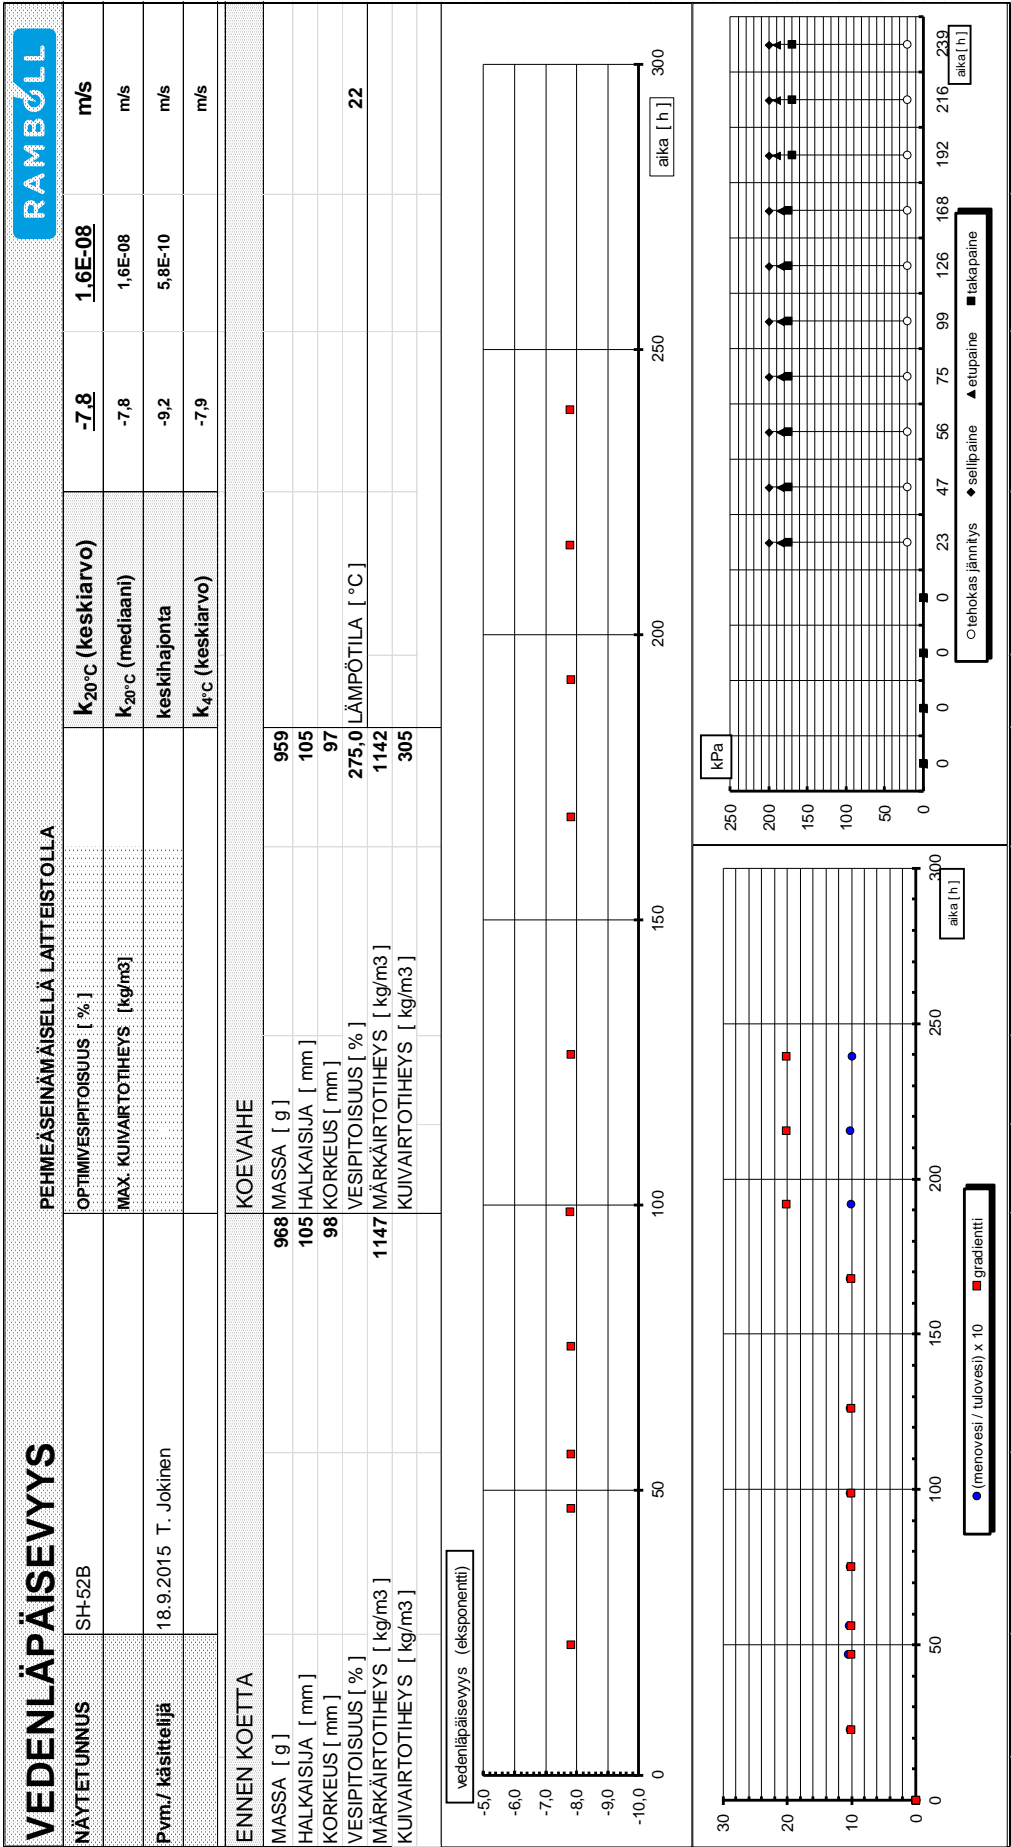 VEDENLÄPÄISEVYYS
PEHMEÄSEINÄMÄISELLÄ LAITTEISTOLLA
RAMBOLL
NÄYTETUNNUS SH-52B OPTIMIVESIPITOISUUS [ % ] k20°C (keskiarvo) -7,8 1,6E-08 m/s
MAX. KUIVAIRTOTIHEYS [kg/m3] k20°C (mediaani) -7,8 1,6E-08 m/s
Pvm./ käsittelijä 18.9.2015 T. Jokinen keskihajonta -9,2 5,8E-10 m/s
k4°C (keskiarvo) -7,9 m/s
ENNEN KOETTA KOEVAIHE
MASSA [ g ] 968 MASSA [ g ] 959
HALKAISIJA [ mm ] 105 HALKAISIJA [ mm ] 105
KORKEUS [ mm ] 98 KORKEUS [ mm ] 97
VESIPITOISUUS [ % ] VESIPITOISUUS [ % ] 275,0 LÄMPÖTILA [ °C ] 22
MÄRKÄIRTOTIHEYS [ kg/m3 ] 1147 MÄRKÄIRTOTIHEYS [ kg/m3 ] 1142
KUIVAIRTOTIHEYS [ kg/m3 ] KUIVAIRTOTIHEYS [ kg/m3 ] 305
vedenläpäisevyys (eksponentti)
-5,0
-6,0
-7,0
-8,0
-9,0
-10,0
0 50 100 150 200 250 300
aika [ h ]
30
20
10
0
0 50 100 150 200 250 300
aika [ h ]
(menovesi / tulovesi) x 10 gradientti
kPa
250
200
150
100
50
0
0 0 0 0 23 47 56 75 99 126 168 192 216 239
aika [ h ]
tehokas jännitys sellipaine etupaine takapaine